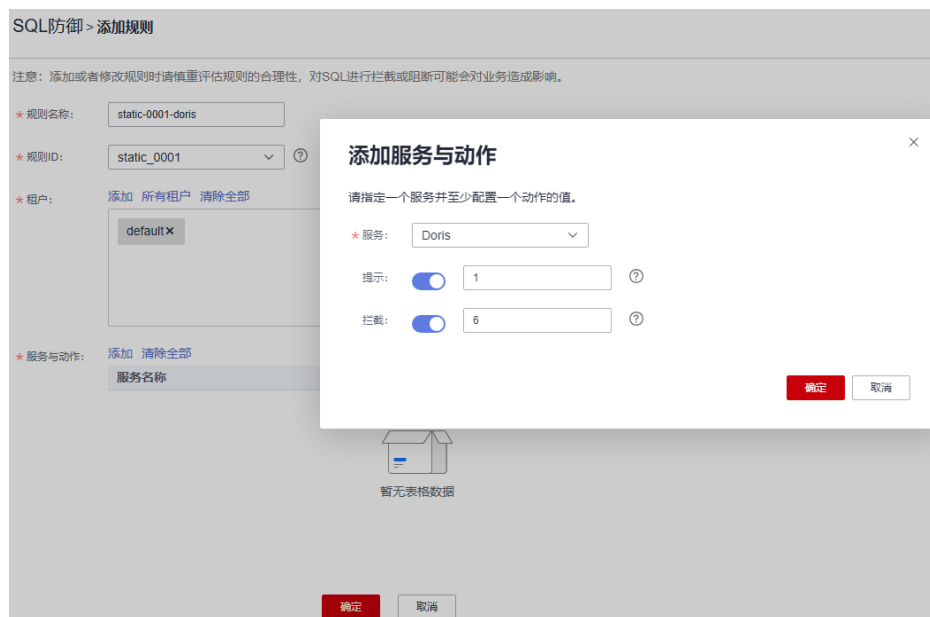 SQL防御 > 添加规则
注意：添加或者修改规则时请慎重评估规则的合理性，对SQL进行拦截或阻断可能会对业务造成影响。
* 规则名称： static-0001-doris
* 规则ID： static_0001 ?
* 租户： 添加 所有租户 清除全部
default ×
* 服务与动作： 添加 清除全部
服务名称
暂无表格数据
确定 取消
添加服务与动作 ×
请指定一个服务并至少配置一个动作的值。
* 服务： Doris
提示： 1 ?
拦截： 6 ?
确定 取消